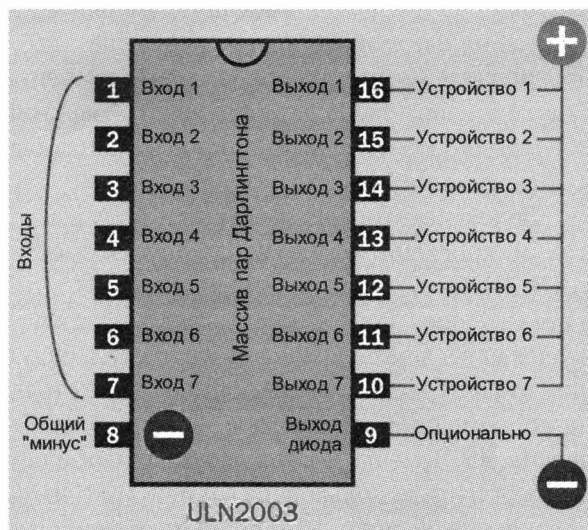 1 Вход 1 Выход 1 16 Устройство 1
2 Вход 2 Выход 2 15 Устройство 2
3 Вход 3 Выход 3 14 Устройство 3
4 Вход 4 Выход 4 13 Устройство 4
5 Вход 5 Выход 5 12 Устройство 5
6 Вход 6 Выход 6 11 Устройство 6
7 Вход 7 Выход 7 10 Устройство 7
Входы
Массив пар Дарлингтона
Общий
"минус"
8
Выход
диода
9 Опционально
ULN2003